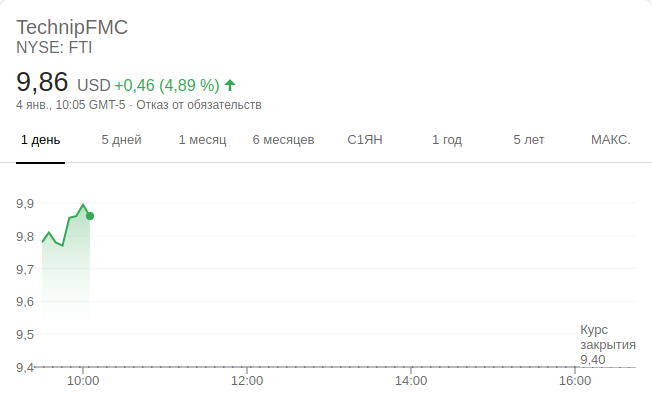 TechnipFMC
NYSE: FTI
9,86 USD +0,46 (4,89 %)
4 янв., 10:05 GMT-5 · Отказ от обязательств
1 день 5 дней 1 месяц 6 месяцев С1ЯН 1 год 5 лет МАКС.
9,9
9,8
9,7
9,6
9,5
9,4
Курс
закрытия
9,40
10:00 12:00 14:00 16:00